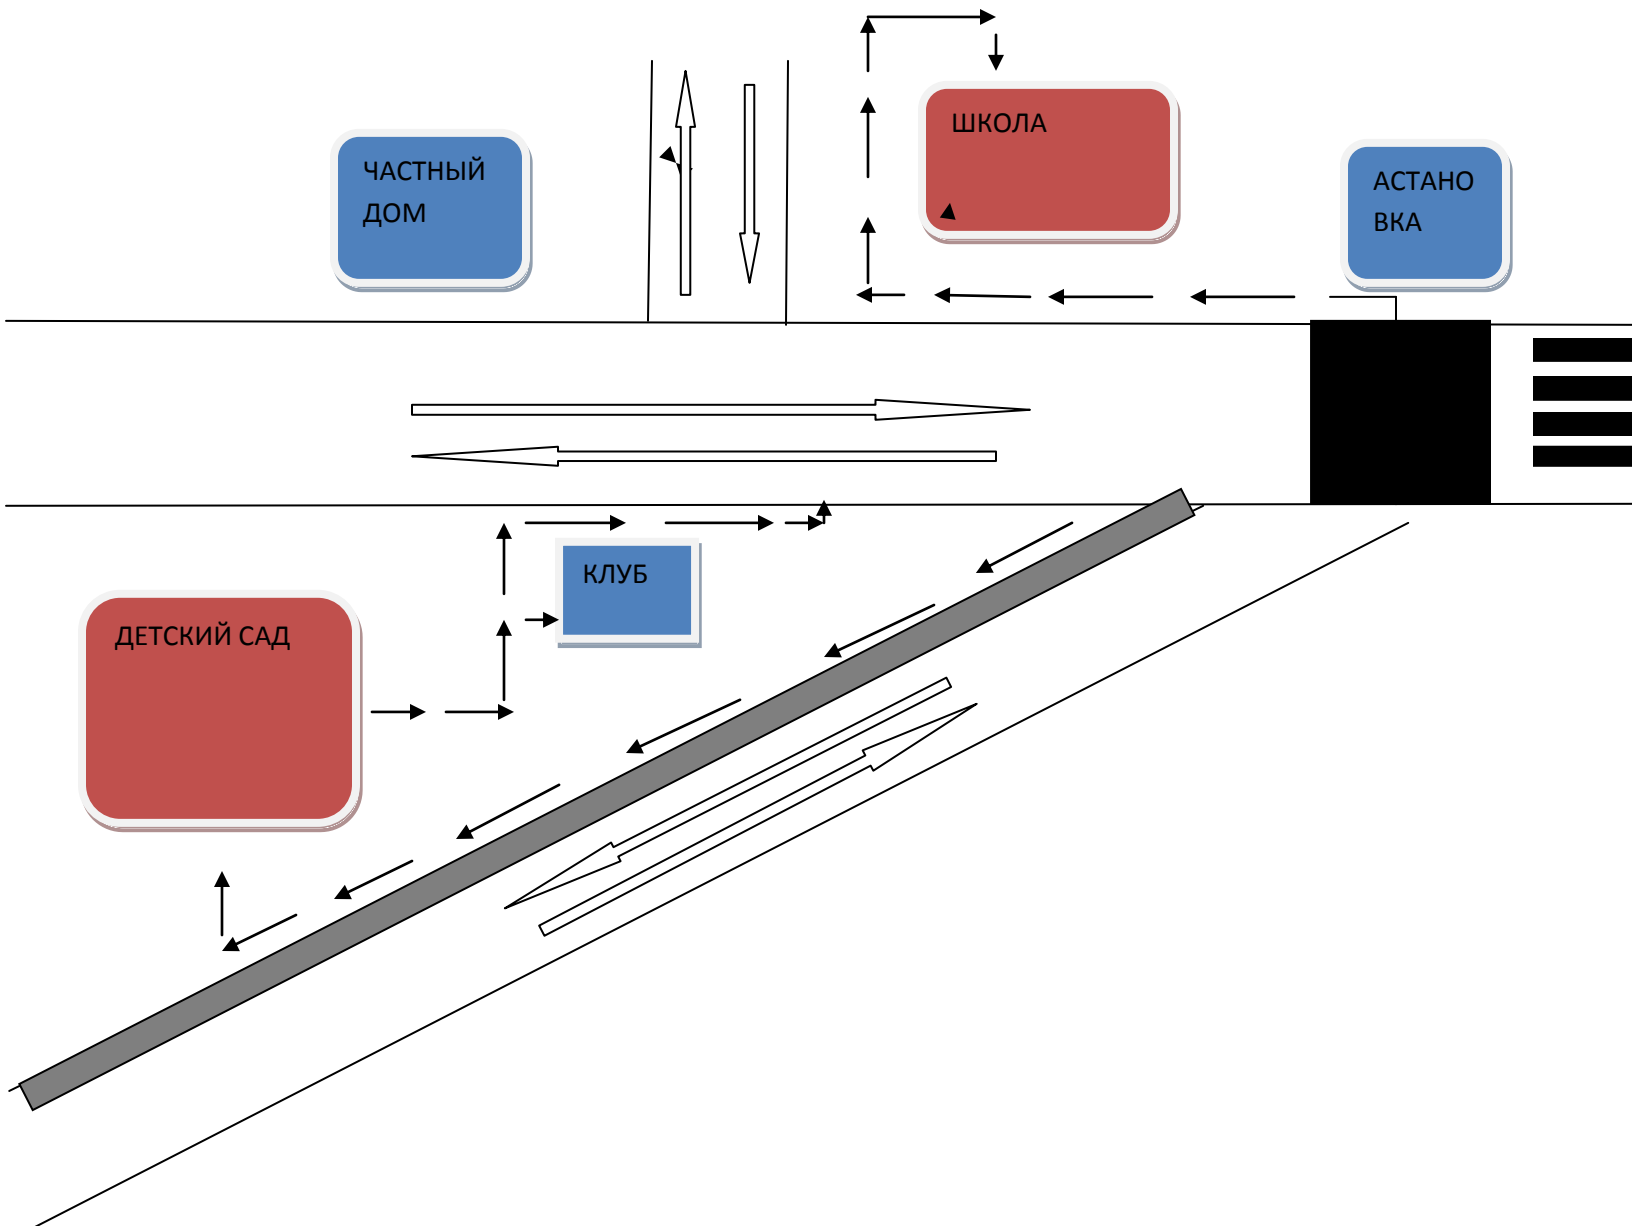 ШКОЛА
ЧАСТНЫЙ
ДОМ
АСТАНО
ВКА
КЛУБ
ДЕТСКИЙ САД